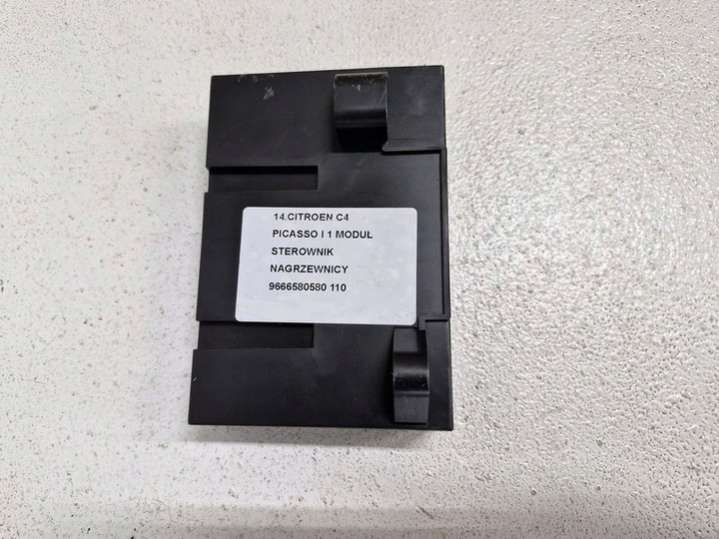 14.CITROEN C4
PICASSO I 1 MODUŁ
STEROWNIK
NAGRZEWNICY
9666580580 110